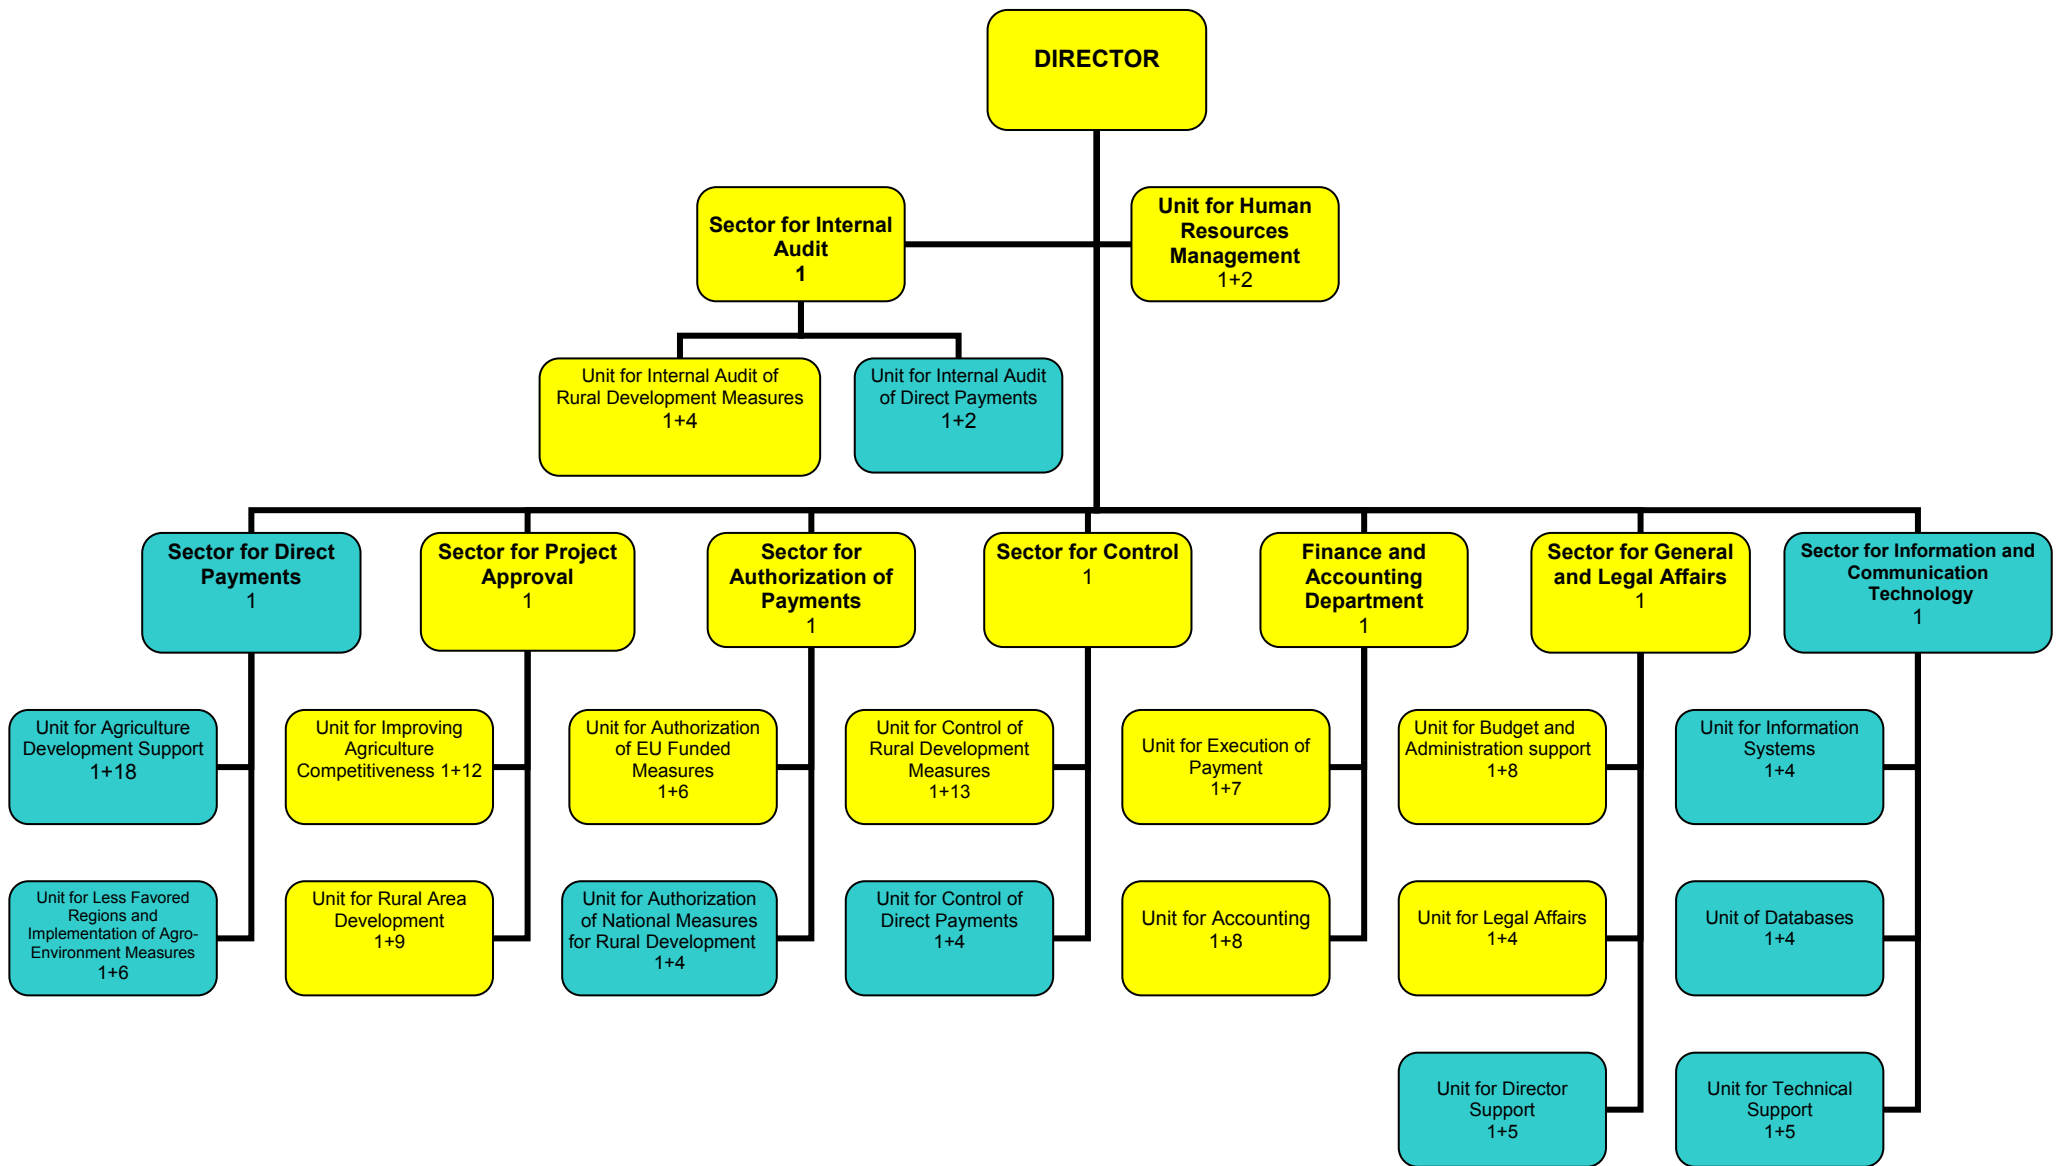 DIRECTOR
Sector for Internal
Audit
1
Unit for Human
Resources
Management
1+2
Unit for Internal Audit of
Rural Development Measures
1+4
Unit for Internal Audit
of Direct Payments
1+2
Sector for Direct
Payments
1
Sector for Project
Approval
1
Sector for
Authorization of
Payments
1
Sector for Control
1
Finance and
Accounting
Department
1
Sector for General
and Legal Affairs
1
Sector for Information and
Communication
Technology
1
Unit for Agriculture
Development Support
1+18
Unit for Improving
Agriculture
Competitiveness 1+12
Unit for Authorization
of EU Funded
Measures
1+6
Unit for Control of
Rural Development
Measures
1+13
Unit for Execution of
Payment
1+7
Unit for Budget and
Administration support
1+8
Unit for Information
Systems
1+4
Unit for Less Favored
Regions and
Implementation of Agro-
Environment Measures
1+6
Unit for Rural Area
Development
1+9
Unit for Authorization
of National Measures
for Rural Development
1+4
Unit for Control of
Direct Payments
1+4
Unit for Accounting
1+8
Unit for Legal Affairs
1+4
Unit of Databases
1+4
Unit for Director
Support
1+5
Unit for Technical
Support
1+5